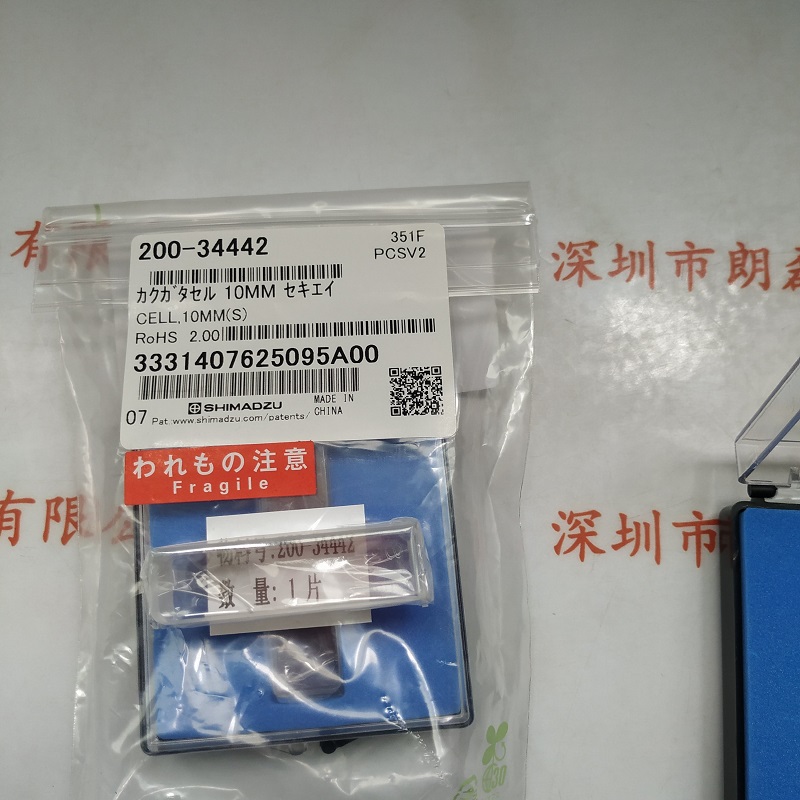 有限
深圳市朗
200-34442
351F
PCSV2
カクガタセル 10MM セキエイ
CELL,10MM(S)
RoHS 2.00
3331407625095A00
SHIMADZU
MADE IN
CHINA
07
Pat:www.shimadzu.com/patents/
われもの注意
Fragile
有限
深圳市
物料号:200-34442
数 量:1片